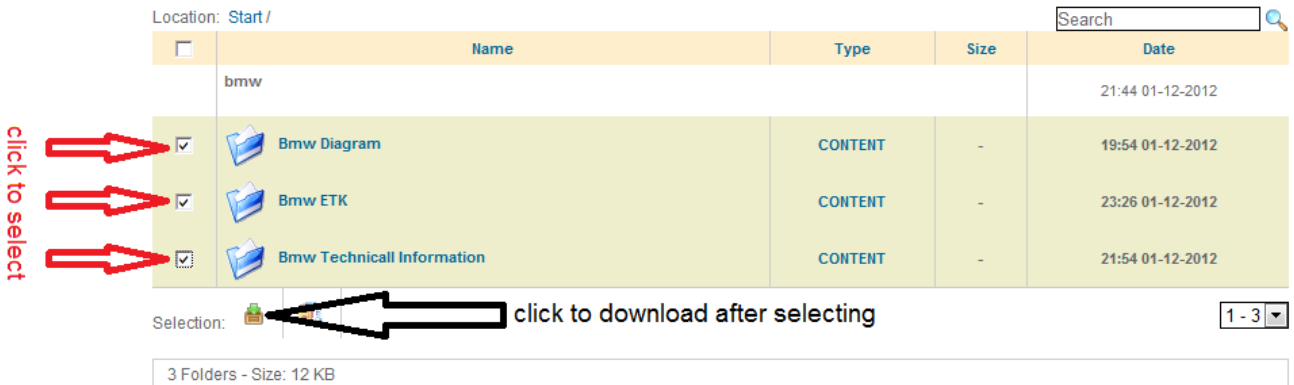 Location: Start /
Search
Name Type Size Date
bmw 21:44 01-12-2012
Bmw Diagram CONTENT - 19:54 01-12-2012
Bmw ETK CONTENT - 23:26 01-12-2012
Bmw Technicall Information CONTENT - 21:54 01-12-2012
click to select
Selection: click to download after selecting 1 - 3
3 Folders - Size: 12 KB